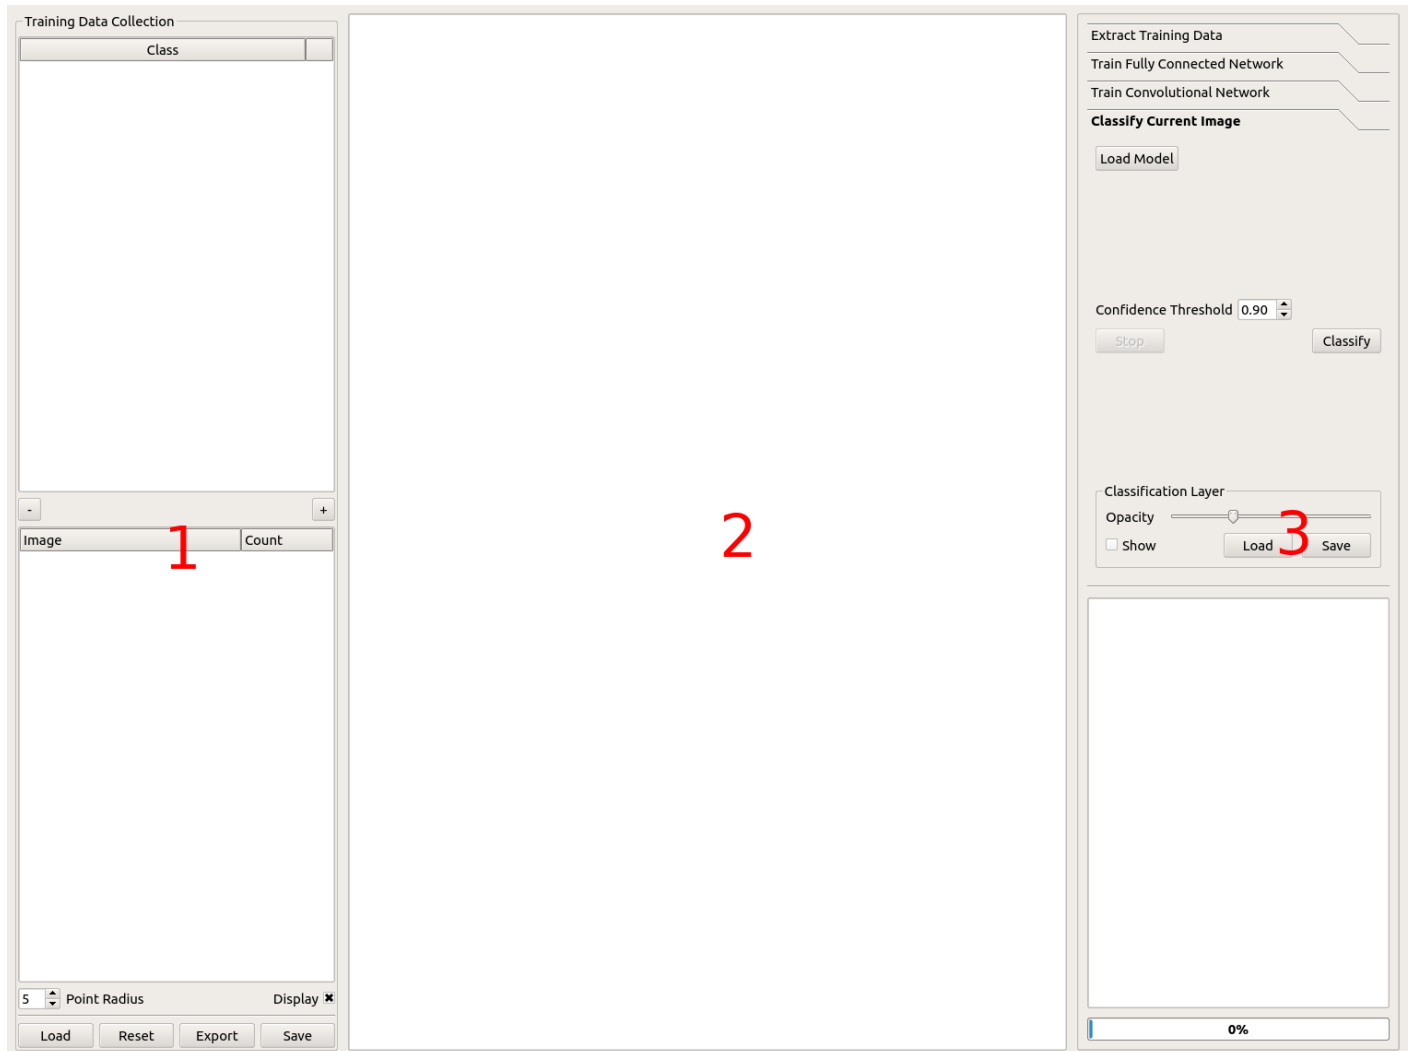 Training Data Collection
Class
-
+
Image
Count
1
5
Point Radius
Display
Load
Reset
Export
Save
2
Extract Training Data
Train Fully Connected Network
Train Convolutional Network
Classify Current Image
Load Model
Confidence Threshold
0.90
Stop
Classify
Classification Layer
Opacity
Show
Load
Save
3
0%